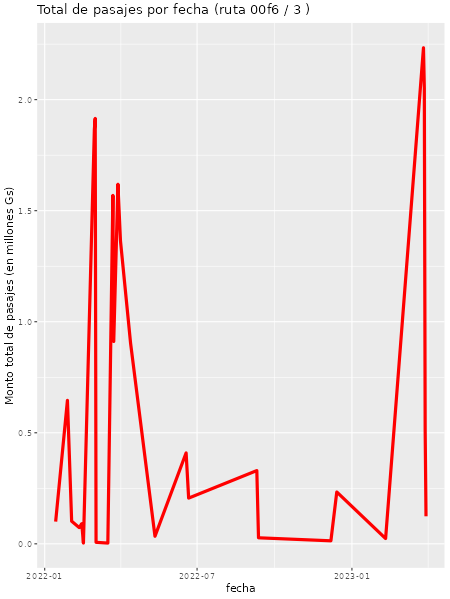 Total de pasajes por fecha (ruta 00f6 / 3 )
Monto total de pasajes (en millones Gs)
2.0
1.5
1.0
0.5
0.0
2022-01 2022-07 2023-01
fecha